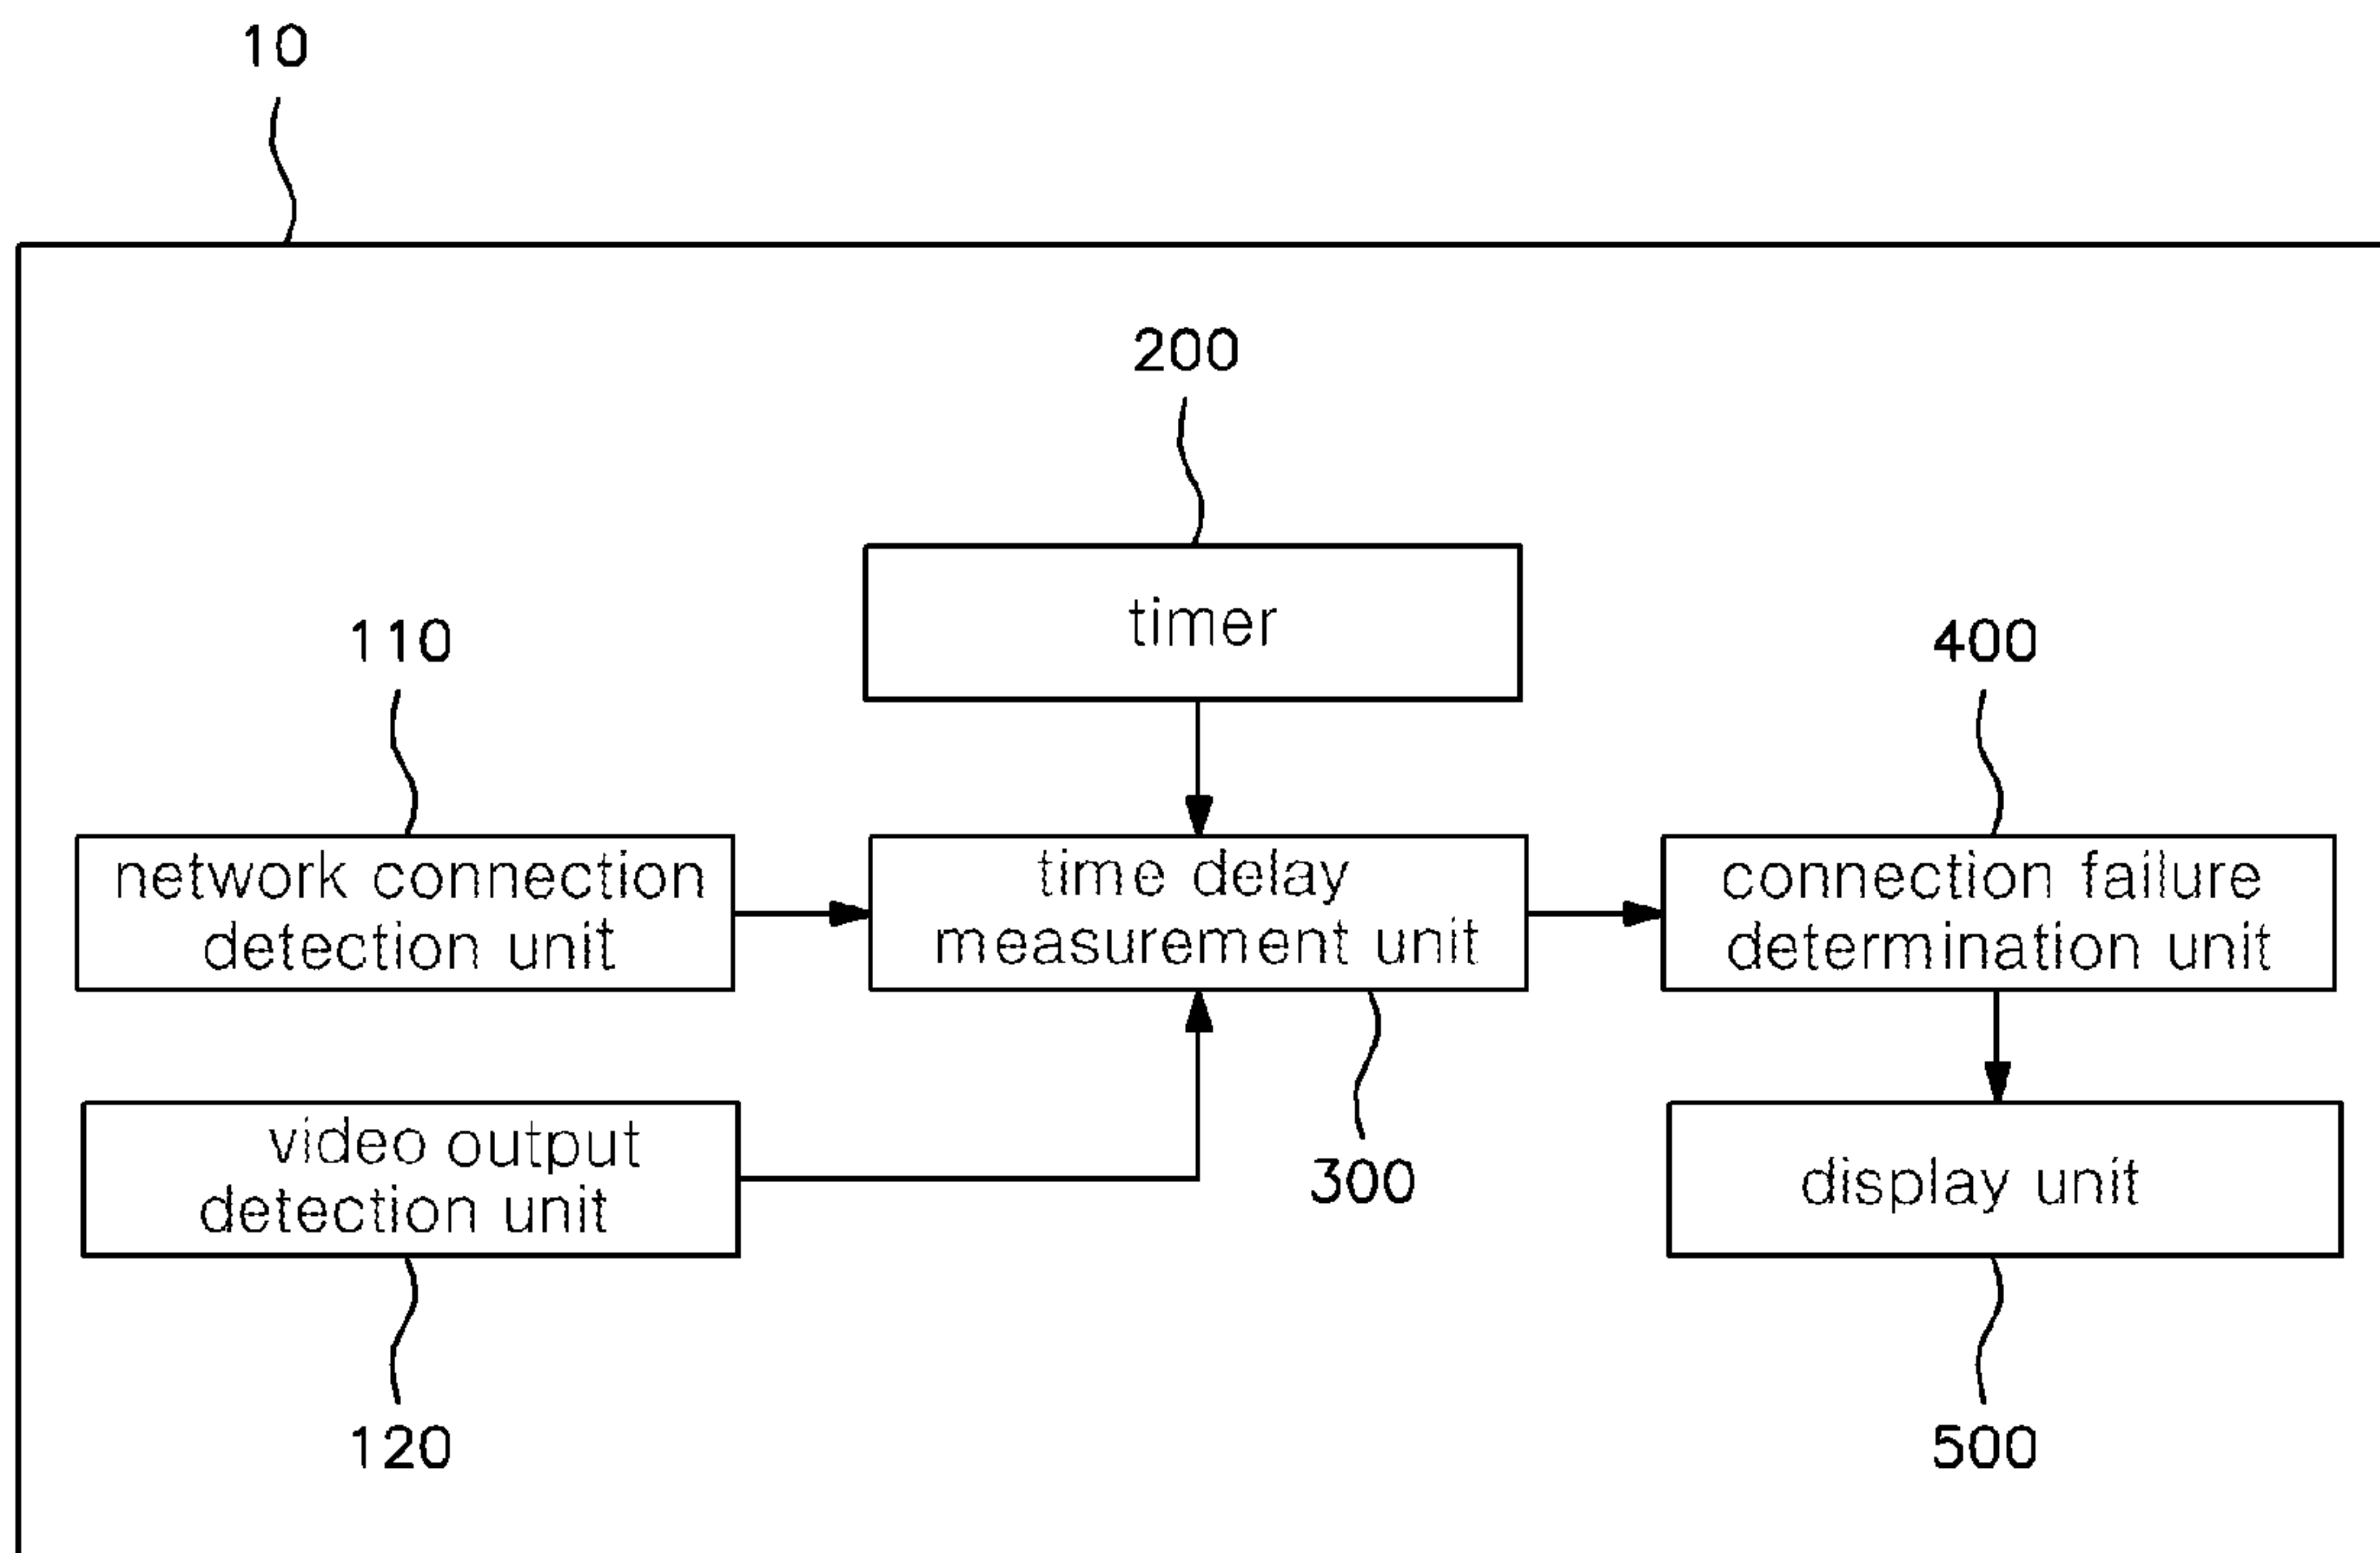 10
200
timer
110
400
network connection
detection unit
time delay
measurement unit
connection failure
determination unit
video output
detection unit
300
display unit
120
500